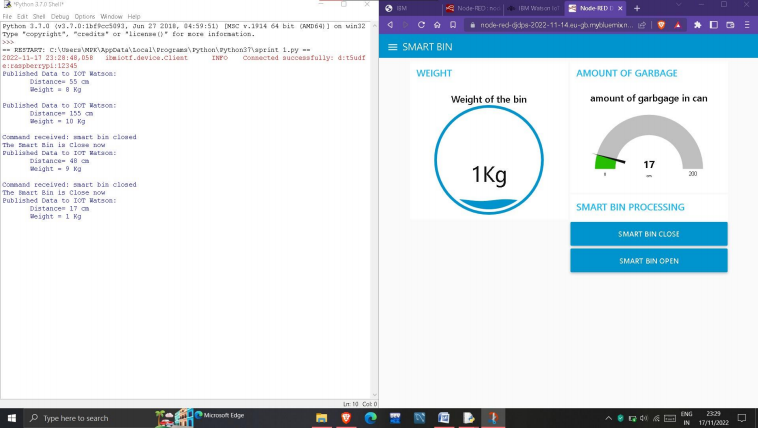 *Python 3.7.0 Shell*
File Edit Shell Debug Options Window Help
Python 3.7.0 (v3.7.0:1bf9cc5093, Jun 27 2018, 04:59:51) [MSC v.1914 64 bit (AMD64)] on win32
Type "copyright", "credits" or "license()" for more information.
>>>
== RESTART: C:\Users\MPK\AppData\Local\Programs\Python\Python37\sprint 1.py ==
2022-11-17 23:28:48,058 ibmiotf.device.Client INFO Connected successfully: d:t5udf
e:raspberrypi:12345
Published Data to IOT Watson:
Distance= 55 cm
Weight = 8 Kg
Published Data to IOT Watson:
Distance= 155 cm
Weight = 10 Kg
Command received: smart bin closed
The Smart Bin is Close now
Published Data to IOT Watson:
Distance= 48 cm
Weight = 9 Kg
Command received: smart bin closed
The Smart Bin is Close now
Published Data to IOT Watson:
Distance= 17 cm
Weight = 1 Kg
Ln: 10 Col: 0
IBM
Node-RED : no
IBM Watson Io
Node-RED D
node-red-djdps-2022-11-14.eu-gb.mybluemix.n...
SMART BIN
WEIGHT
Weight of the bin
1Kg
AMOUNT OF GARBAGE
amount of garbgage in can
17
0
cm
200
SMART BIN PROCESSING
SMART BIN CLOSE
SMART BIN OPEN
Type here to search
Microsoft Edge
ENG
IN
23:29
17/11/2022